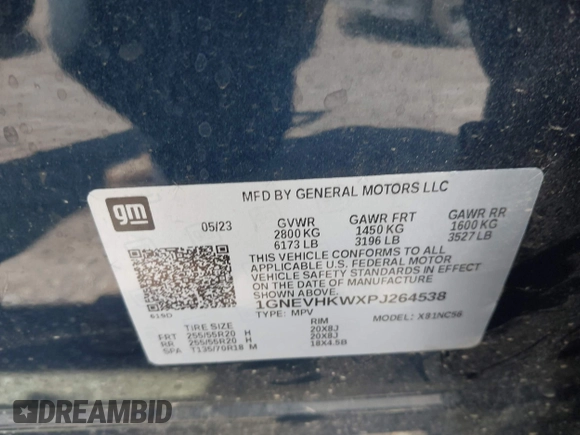 gm
MFD BY GENERAL MOTORS LLC
05/23 GVWR GAWR FRT GAWR RR
2800 KG 1450 KG 1600 KG
6173 LB 3196 LB 3527 LB
THIS VEHICLE CONFORMS TO ALL
APPLICABLE U.S. FEDERAL MOTOR
VEHICLE SAFETY STANDARDS IN
EFFECT ON THE DATE OF MANUFACTURE
SHOWN ABOVE.
1GNEVHKWXPJ264538
TYPE: MPV MODEL: X81NC56
TIRE SIZE RIM
FRT 255/55R20 H 20X8J
RR 255/55R20 H 20X8J
SPA T135/70R18 M 18X4.5B
DREAMBID